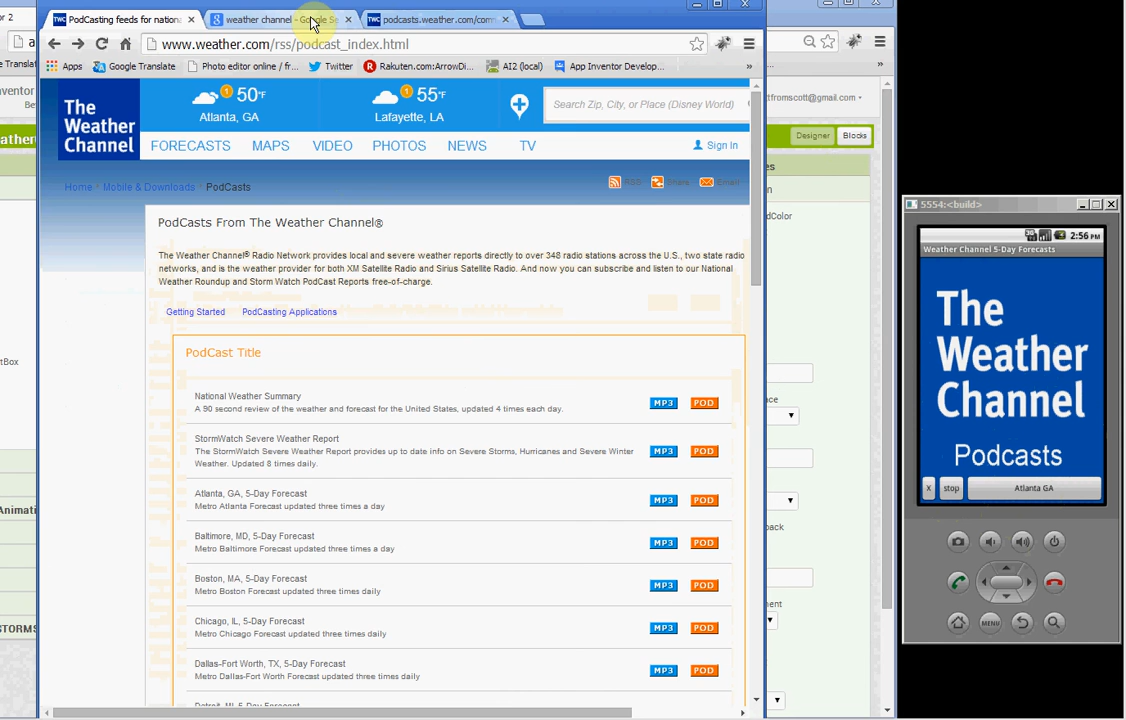 PodCasting feeds for nationa
weather channel - Google Se
podcasts.weather.com/comm
www.weather.com/rss/podcast_index.html
Apps
Google Translate
Photo editor online / fr...
Twitter
Rakuten.com:ArrowDi...
AI2 (local)
App Inventor Develop...
The Weather Channel
1 50°F
Atlanta, GA
1 55°F
Lafayette, LA
Search Zip, City, or Place (Disney World)
FORECASTS
MAPS
VIDEO
PHOTOS
NEWS
TV
Sign In
Home
Mobile & Downloads
PodCasts
RSS
Share
Email
PodCasts From The Weather Channel®
The Weather Channel® Radio Network provides local and severe weather reports directly to over 348 radio stations across the U.S., two state radio
networks, and is the weather provider for both XM Satellite Radio and Sirius Satellite Radio. And now you can subscribe and listen to our National
Weather Roundup and Storm Watch PodCast Reports free-of-charge.
Getting Started
PodCasting Applications
PodCast Title
National Weather Summary
A 90 second review of the weather and forecast for the United States, updated 4 times each day.
MP3 POD
StormWatch Severe Weather Report
The StormWatch Severe Weather Report provides up to date info on Severe Storms, Hurricanes and Severe Winter
Weather. Updated 8 times daily.
MP3 POD
Atlanta, GA, 5-Day Forecast
Metro Atlanta Forecast updated three times a day
MP3 POD
Baltimore, MD, 5-Day Forecast
Metro Baltimore Forecast updated three times a day
MP3 POD
Boston, MA, 5-Day Forecast
Metro Boston Forecast updated three times daily
MP3 POD
Chicago, IL, 5-Day Forecast
Metro Chicago Forecast updated three times daily
MP3 POD
Dallas-Fort Worth, TX, 5-Day Forecast
Metro Dallas-Fort Worth Forecast updated three times daily
MP3 POD
tfromscott@gmail.com
Designer
Blocks
5554:<build>
2:56 PM
Weather Channel 5-Day Forecasts
The
Weather
Channel
Podcasts
x
stop
Atlanta GA
MENU